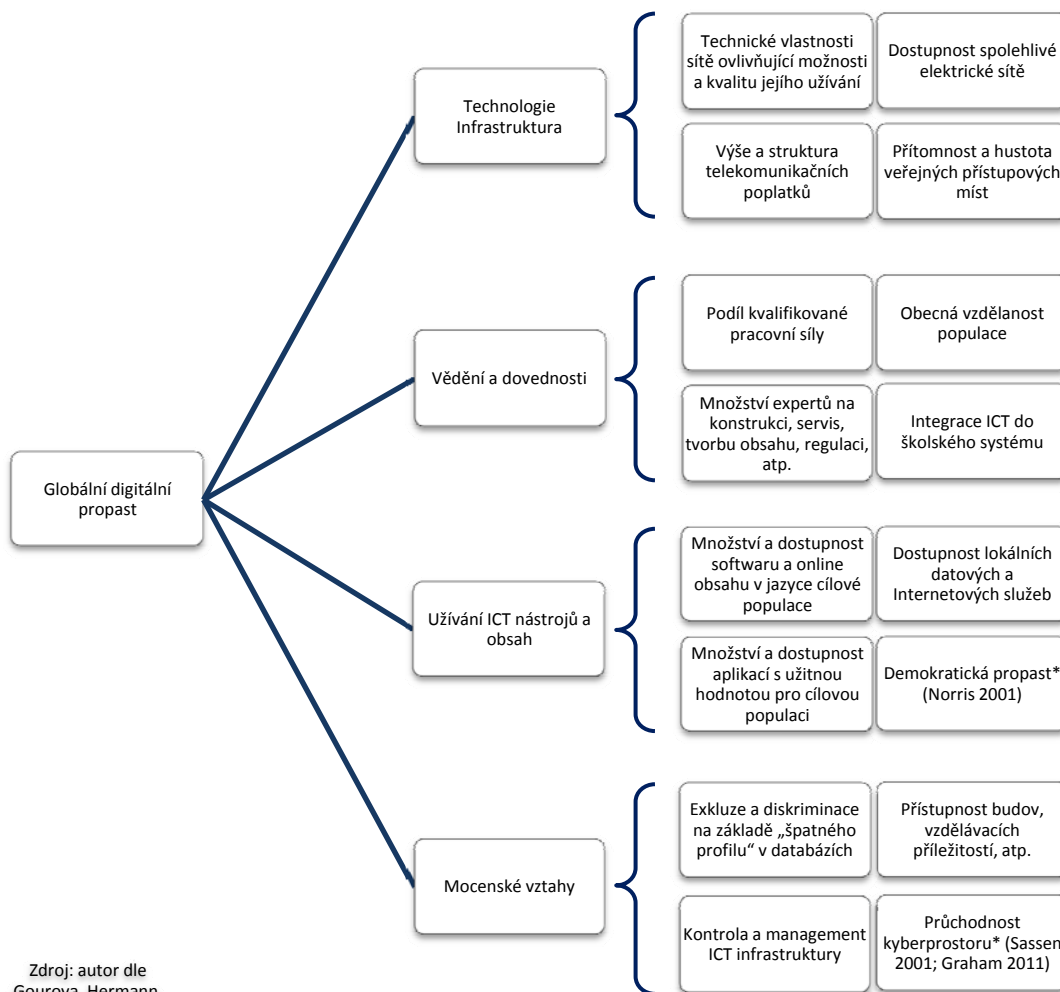 Globální digitální
propast
Technologie
Infrastruktura
Technické vlastnosti
sítě ovlivňující možnosti
a kvalitu jejího užívání
Dostupnost spolehlivé
elektrické sítě
Výše a struktura
telekomunikačních
poplatků
Přítomnost a hustota
veřejných přístupových
míst
Vědění a dovednosti
Podíl kvalifikované
pracovní síly
Obecná vzdělanost
populace
Množství expertů na
konstrukci, servis,
tvorbu obsahu, regulaci,
atp.
Integrace ICT do
školského systému
Užívání ICT nástrojů a
obsah
Množství a dostupnost
softwaru a online
obsahu v jazyce cílové
populace
Dostupnost lokálních
datových a
Internetových služeb
Množství a dostupnost
aplikací s užitnou
hodnotou pro cílovou
populaci
Demokratická propast*
(Norris 2001)
Mocenské vztahy
Exkluze a diskriminace
na základě „špatného
profilu“ v databázích
Přístupnost budov,
vzdělávacích
příležitostí, atp.
Kontrola a management
ICT infrastruktury
Průchodnost
kyberprostoru* (Sassen
2001; Graham 2011)
Zdroj: autor dle
Gourova, Hermann